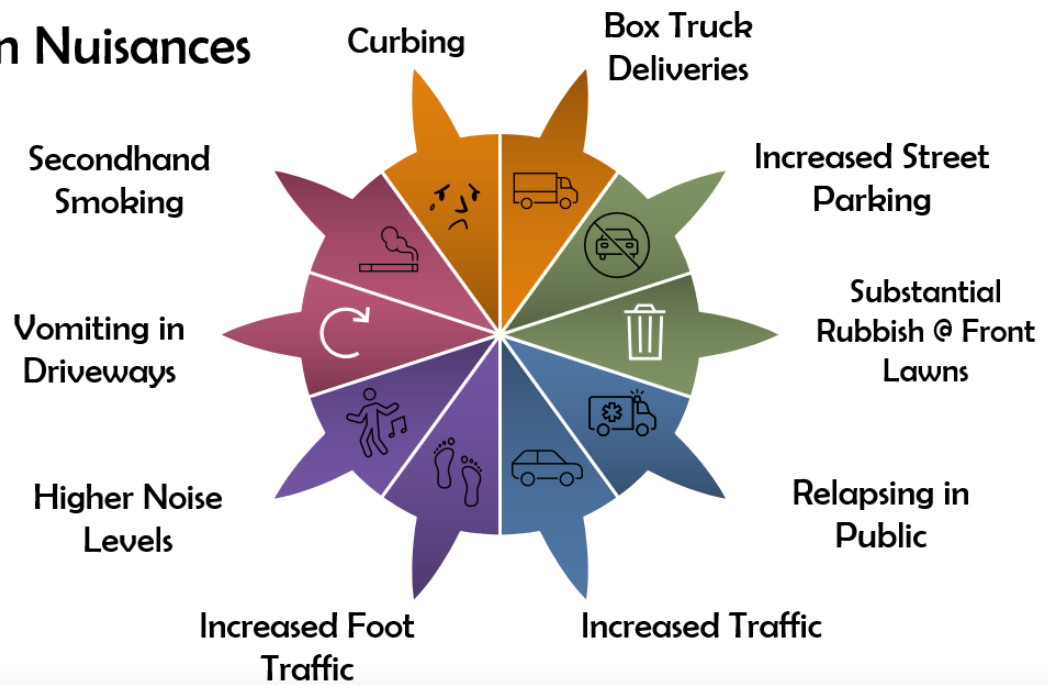 n Nuisances
Curbing
Box Truck
Deliveries
Increased Street
Parking
Substantial
Rubbish @ Front
Lawns
Relapsing in
Public
Increased Traffic
Increased Foot
Traffic
Higher Noise
Levels
Vomiting in
Driveways
Secondhand
Smoking